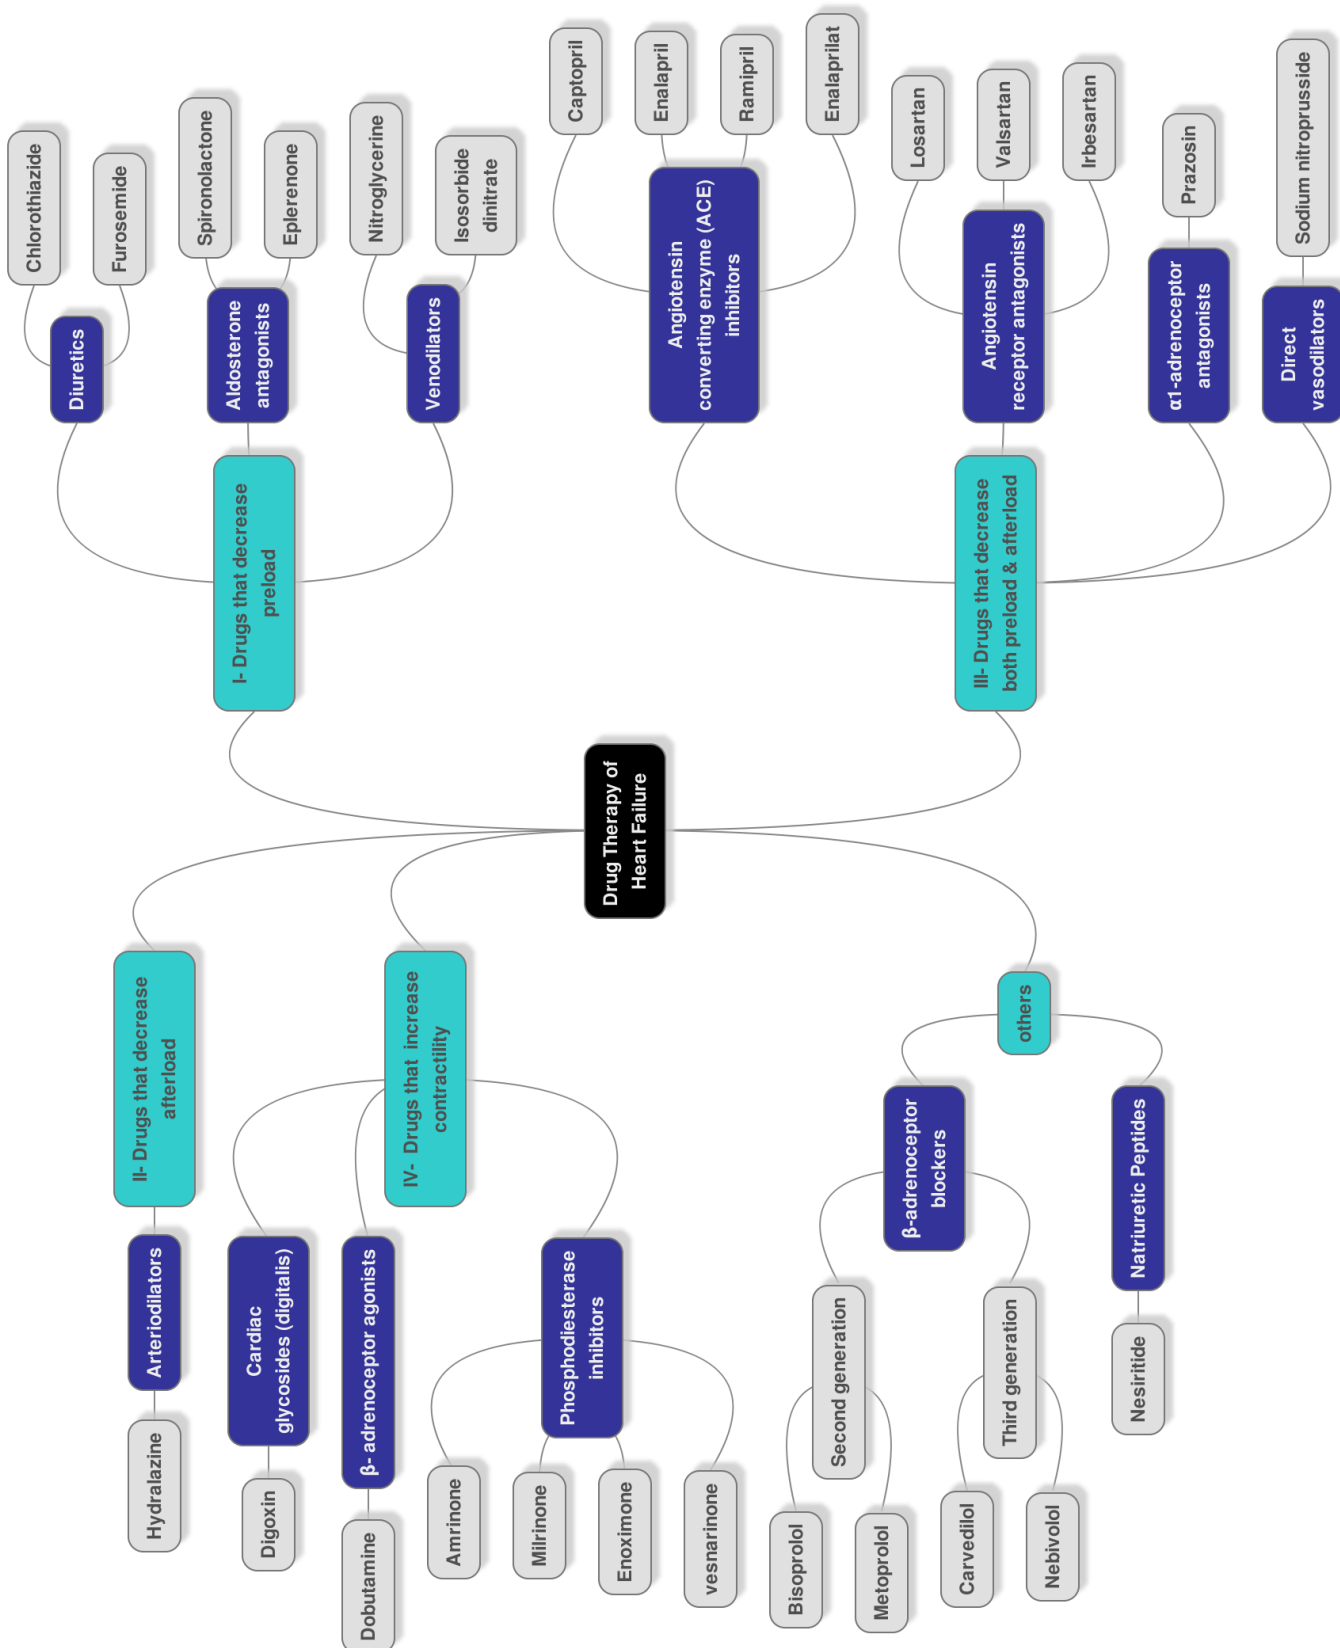 Drug Therapy of
Heart Failure
I- Drugs that decrease
preload
Diuretics
Chlorothiazide
Furosemide
Aldosterone
antagonists
Spironolactone
Eplerenone
Venodilators
Nitroglycerine
Isosorbide
dinitrate
II- Drugs that decrease
afterload
Arteriodilators
Hydralazine
III- Drugs that decrease
both preload & afterload
Angiotensin
converting enzyme (ACE)
inhibitors
Captopril
Enalapril
Ramipril
Enalaprilat
Angiotensin
receptor antagonists
Losartan
Valsartan
Irbesartan
α1-adrenoceptor
antagonists
Prazosin
Direct
vasodilators
Sodium nitroprusside
IV- Drugs that increase
contractility
Cardiac
glycosides (digitalis)
Digoxin
β- adrenoceptor agonists
Dobutamine
Phosphodiesterase
inhibitors
Amrinone
Milrinone
Enoximone
vesnarinone
others
β-adrenoceptor
blockers
Second generation
Bisoprolol
Metoprolol
Third generation
Carvedilol
Nebivolol
Natriuretic Peptides
Nesiritide